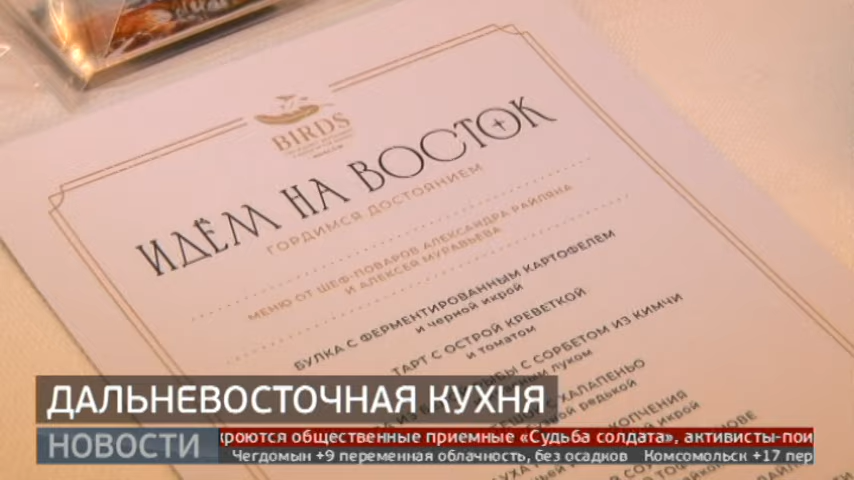 BIRDS
ИДЁМ НА ВОСТОК
ГОРДИМСЯ ДОСТОЯНИЕМ
МЕНЮ ОТ ШЕФ-ПОВАРОВ АЛЕКСАНДРА РАЙЛЯНА
И АЛЕКСЕЯ МУРАВЬЕВА
БУЛКА С ФЕРМЕНТИРОВАННЫМ КАРТОФЕЛЕМ
и черной икрой
ТАРТ С ОСТРОЙ КРЕВЕТКОЙ
и томатом
С СОРБЕТОМ ИЗ КИМЧИ
луком
С ХАЛАПЕНЬО
редькой
КОПЧЕНИЯ
икрой
ДАЛЬНЕВОСТОЧНАЯ КУХНЯ
НОВОСТИ
кроются общественные приемные «Судьба солдата», активисты-пои
Чегдомын +9 переменная облачность, без осадков Комсомольск +17 пер